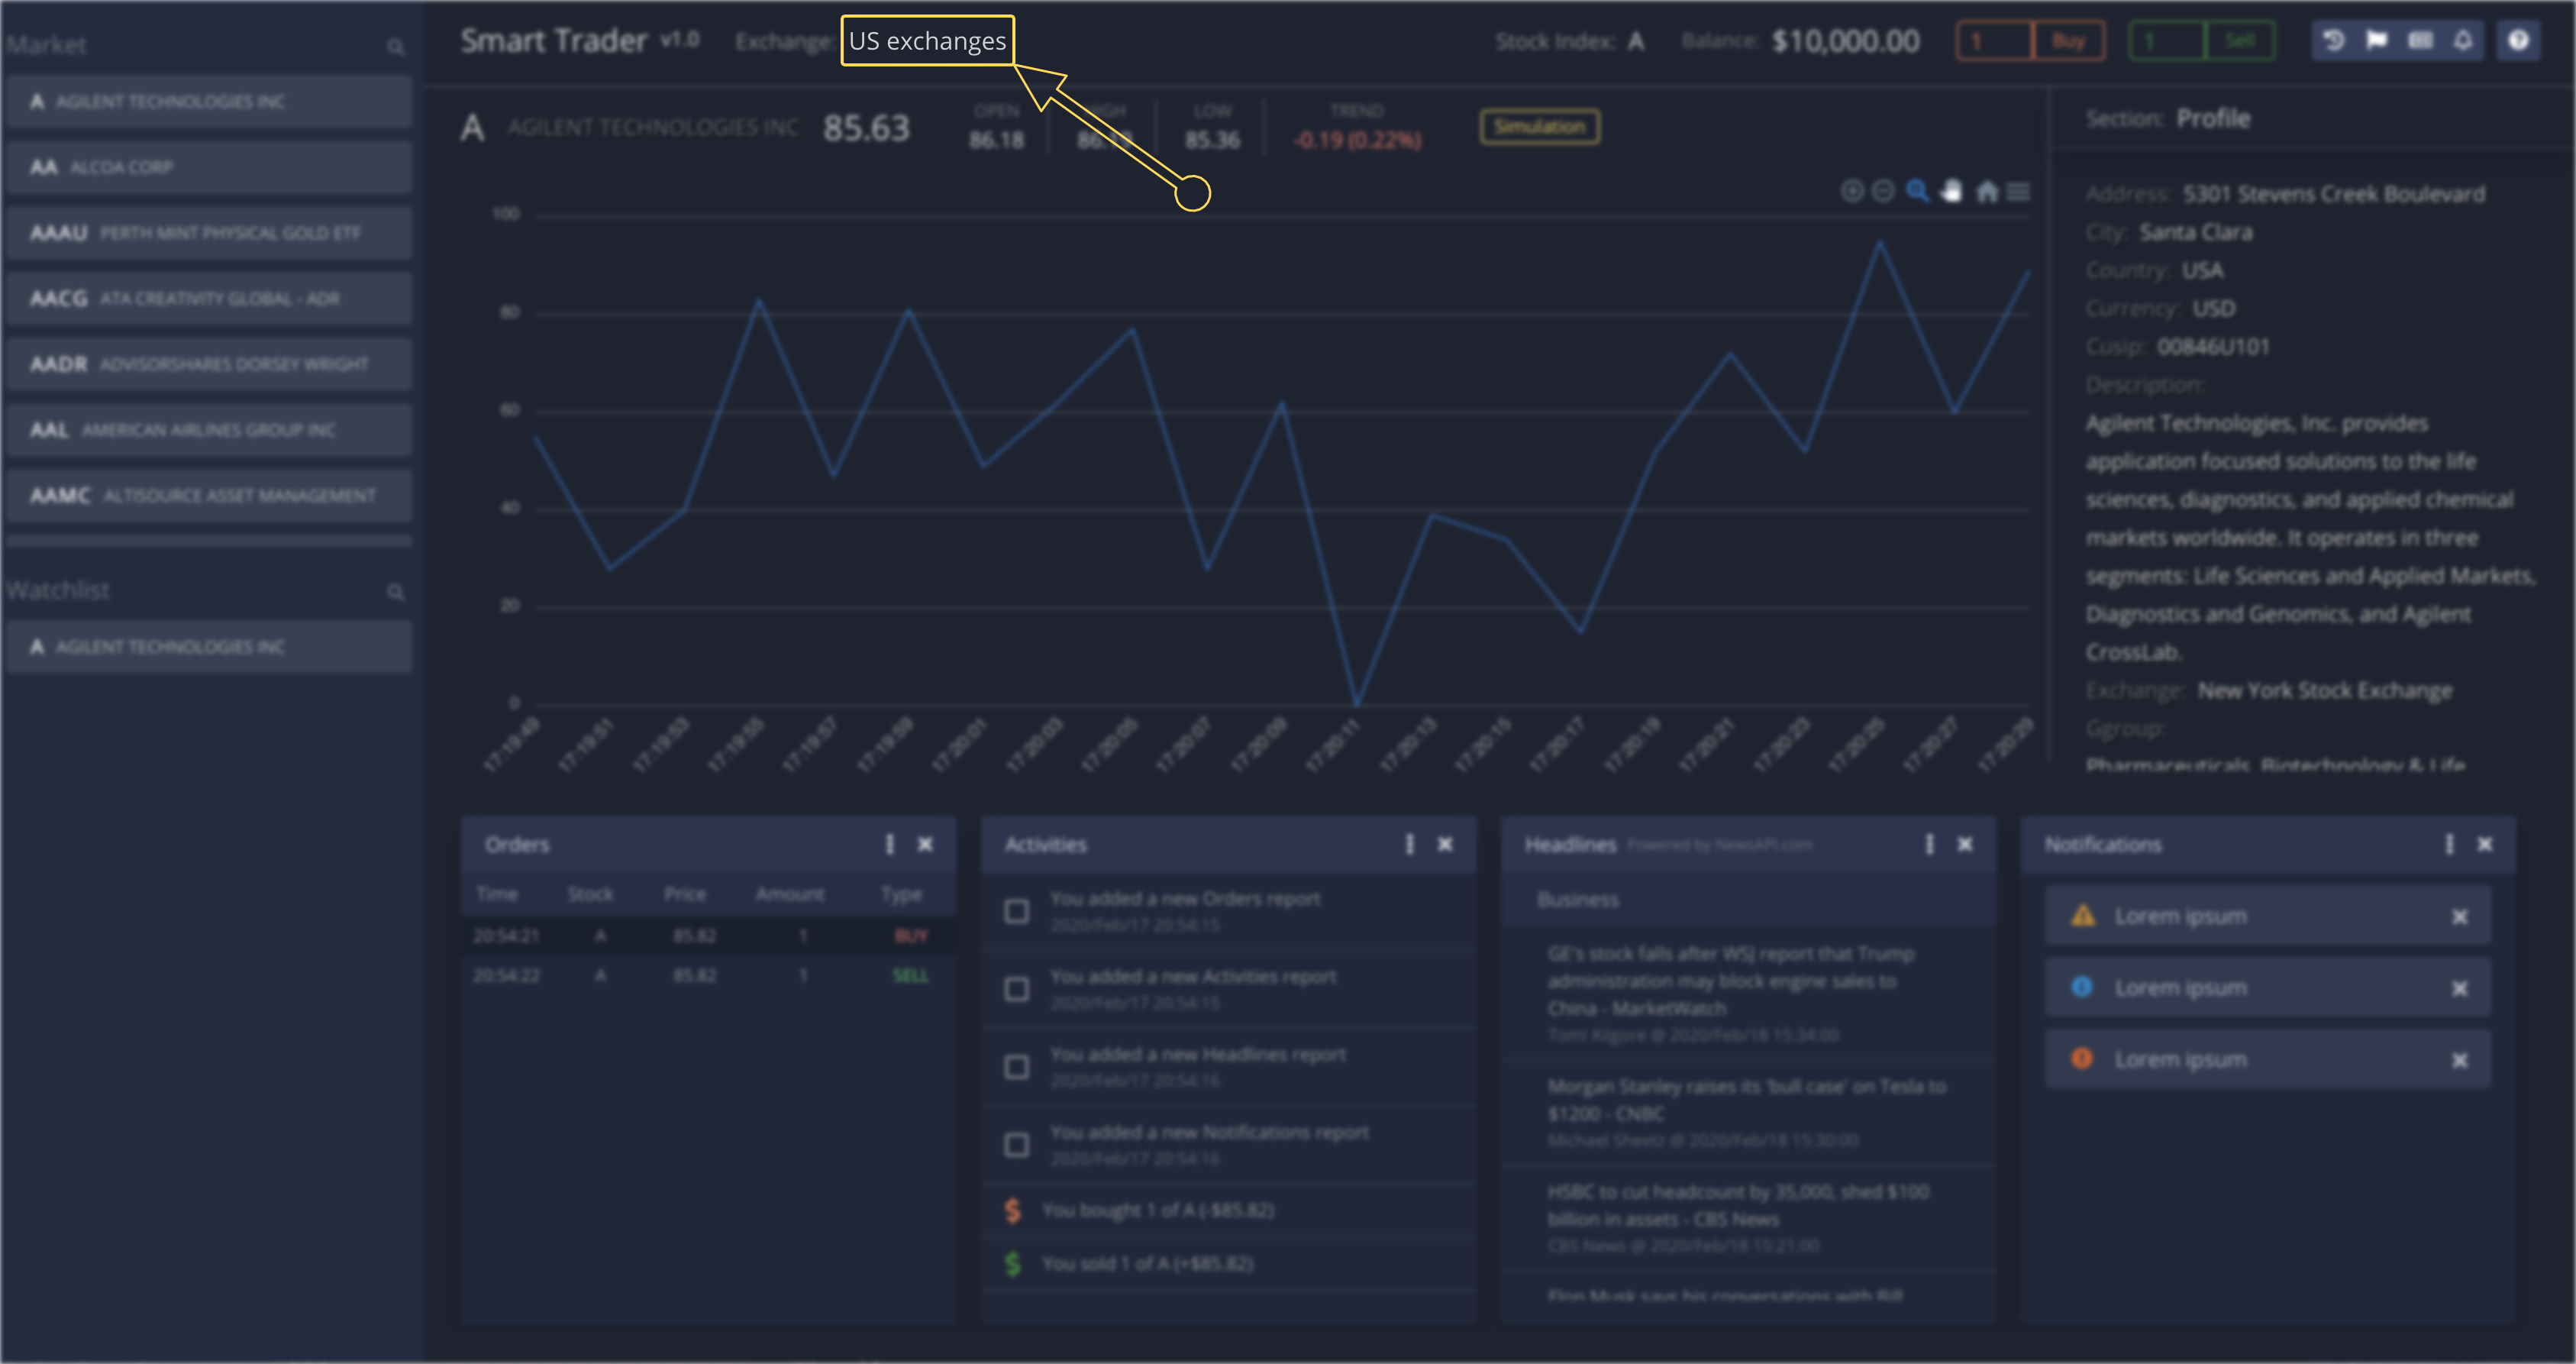 Market
A AGILENT TECHNOLOGIES INC
AA ALCOA CORP
AAAU PERTH MINT PHYSICAL GOLD ETF
AACG ATA CREATIVITY GLOBAL - ADR
AADR ADVISORSHARES DORSEY WRIGHT
AAL AMERICAN AIRLINES GROUP INC
AAMC ALTISOURCE ASSET MANAGEMENT
Watchlist
A AGILENT TECHNOLOGIES INC
Smart Trader v1.0 Exchange: US exchanges Stock Index: A Balance: $10,000.00 1 Buy 1 Sell
A AGILENT TECHNOLOGIES INC 85.63
OPEN HIGH LOW TREND
86.18 85.36 -0.19 (0.22%)
Simulation
100
80
60
40
20
0
17:19:49 17:19:51 17:19:53 17:19:55 17:19:57 17:19:59 17:20:01 17:20:03 17:20:05 17:20:07 17:20:09 17:20:11 17:20:13 17:20:15 17:20:17 17:20:19 17:20:21 17:20:23 17:20:25 17:20:27 17:20:29
Section: Profile
Address: 5301 Stevens Creek Boulevard
City: Santa Clara
Country: USA
Currency: USD
Cusip: 00846U101
Description:
Agilent Technologies, Inc. provides
application focused solutions to the life
sciences, diagnostics, and applied chemical
markets worldwide. It operates in three
segments: Life Sciences and Applied Markets,
Diagnostics and Genomics, and Agilent
CrossLab.
Exchange: New York Stock Exchange
Ggroup:
Pharmaceuticals, Biotechnology & Life
Orders
Time Stock Price Amount Type
20:54:21 A 85.82 1 BUY
20:54:22 A 85.82 1 SELL
Activities
You added a new Orders report
2020/Feb/17 20:54:15
You added a new Activities report
2020/Feb/17 20:54:15
You added a new Headlines report
2020/Feb/17 20:54:16
You added a new Notifications report
2020/Feb/17 20:54:16
$ You bought 1 of A (-$85.82)
$ You sold 1 of A (+$85.82)
Headlines Powered by NewsAPI.com
Business
GE's stock falls after WSJ report that Trump
administration may block engine sales to
China - MarketWatch
Tomi Kilgore @ 2020/Feb/18 15:34:00
Morgan Stanley raises its 'bull case' on Tesla to
$1200 - CNBC
Michael Sheetz @ 2020/Feb/18 15:30:00
HSBC to cut headcount by 35,000, shed $100
billion in assets - CBS News
CBS News @ 2020/Feb/18 15:21:00
Elon Musk says his conversations with Bill
Notifications
Lorem ipsum
Lorem ipsum
Lorem ipsum